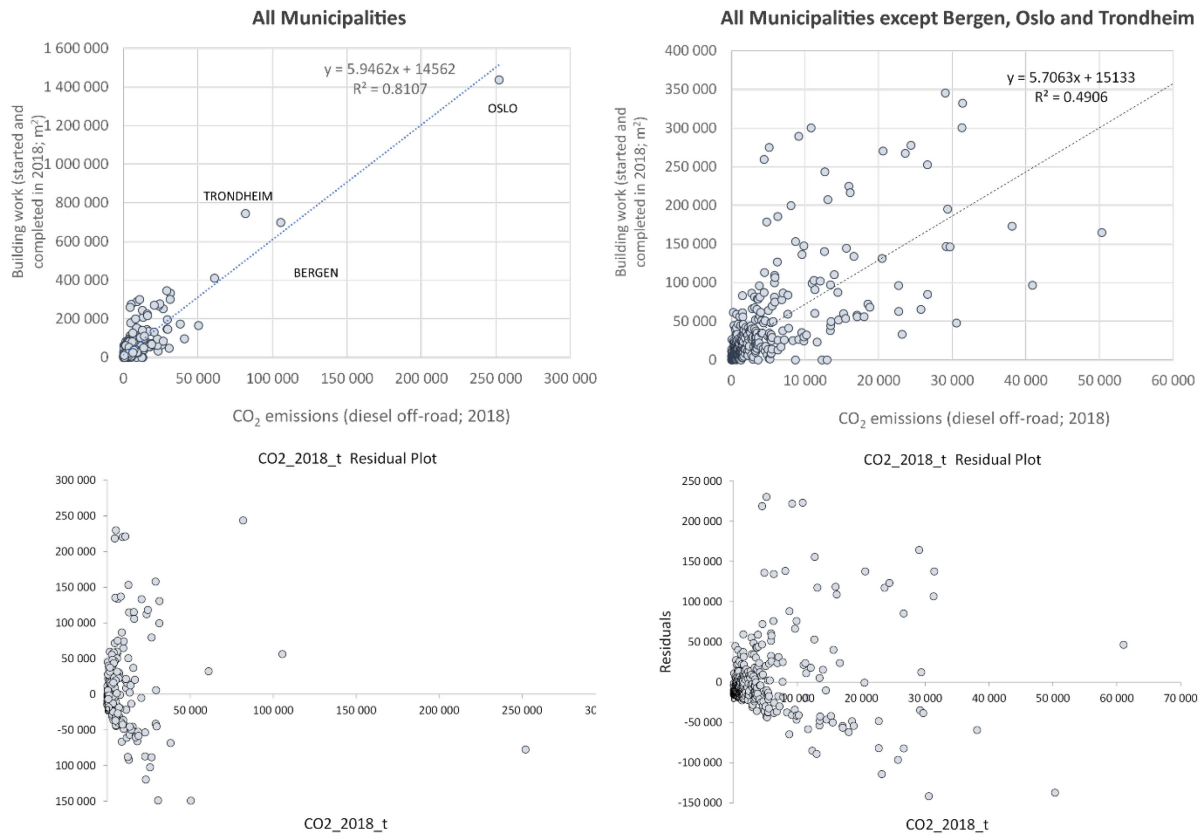 All Municipalities
Building work (started and
completed in 2018; m²)
1 600 000
1 400 000
1 200 000
1 000 000
800 000
600 000
400 000
200 000
0
y = 5.9462x + 14562
R² = 0.8107
OSLO
TRONDHEIM
BERGEN
0 50 000 100 000 150 000 200 000 250 000 300 000
CO₂ emissions (diesel off-road; 2018)
All Municipalities except Bergen, Oslo and Trondheim
Building work (started and
completed in 2018; m²)
400 000
350 000
300 000
250 000
200 000
150 000
100 000
50 000
0
y = 5.7063x + 15133
R² = 0.4906
0 10 000 20 000 30 000 40 000 50 000 60 000
CO₂ emissions (diesel off-road; 2018)
CO2_2018_t Residual Plot
300 000
250 000
200 000
150 000
100 000
50 000
0
-50 000
100 000
150 000
50 000 100 000 150 000 200 000 250 000 3C
CO2_2018_t
CO2_2018_t Residual Plot
Residuals
250 000
200 000
150 000
100 000
50 000
0
-50 000
-100 000
-150 000
10 000 20 000 30 000 40 000 50 000 60 000 70 000
CO2_2018_t